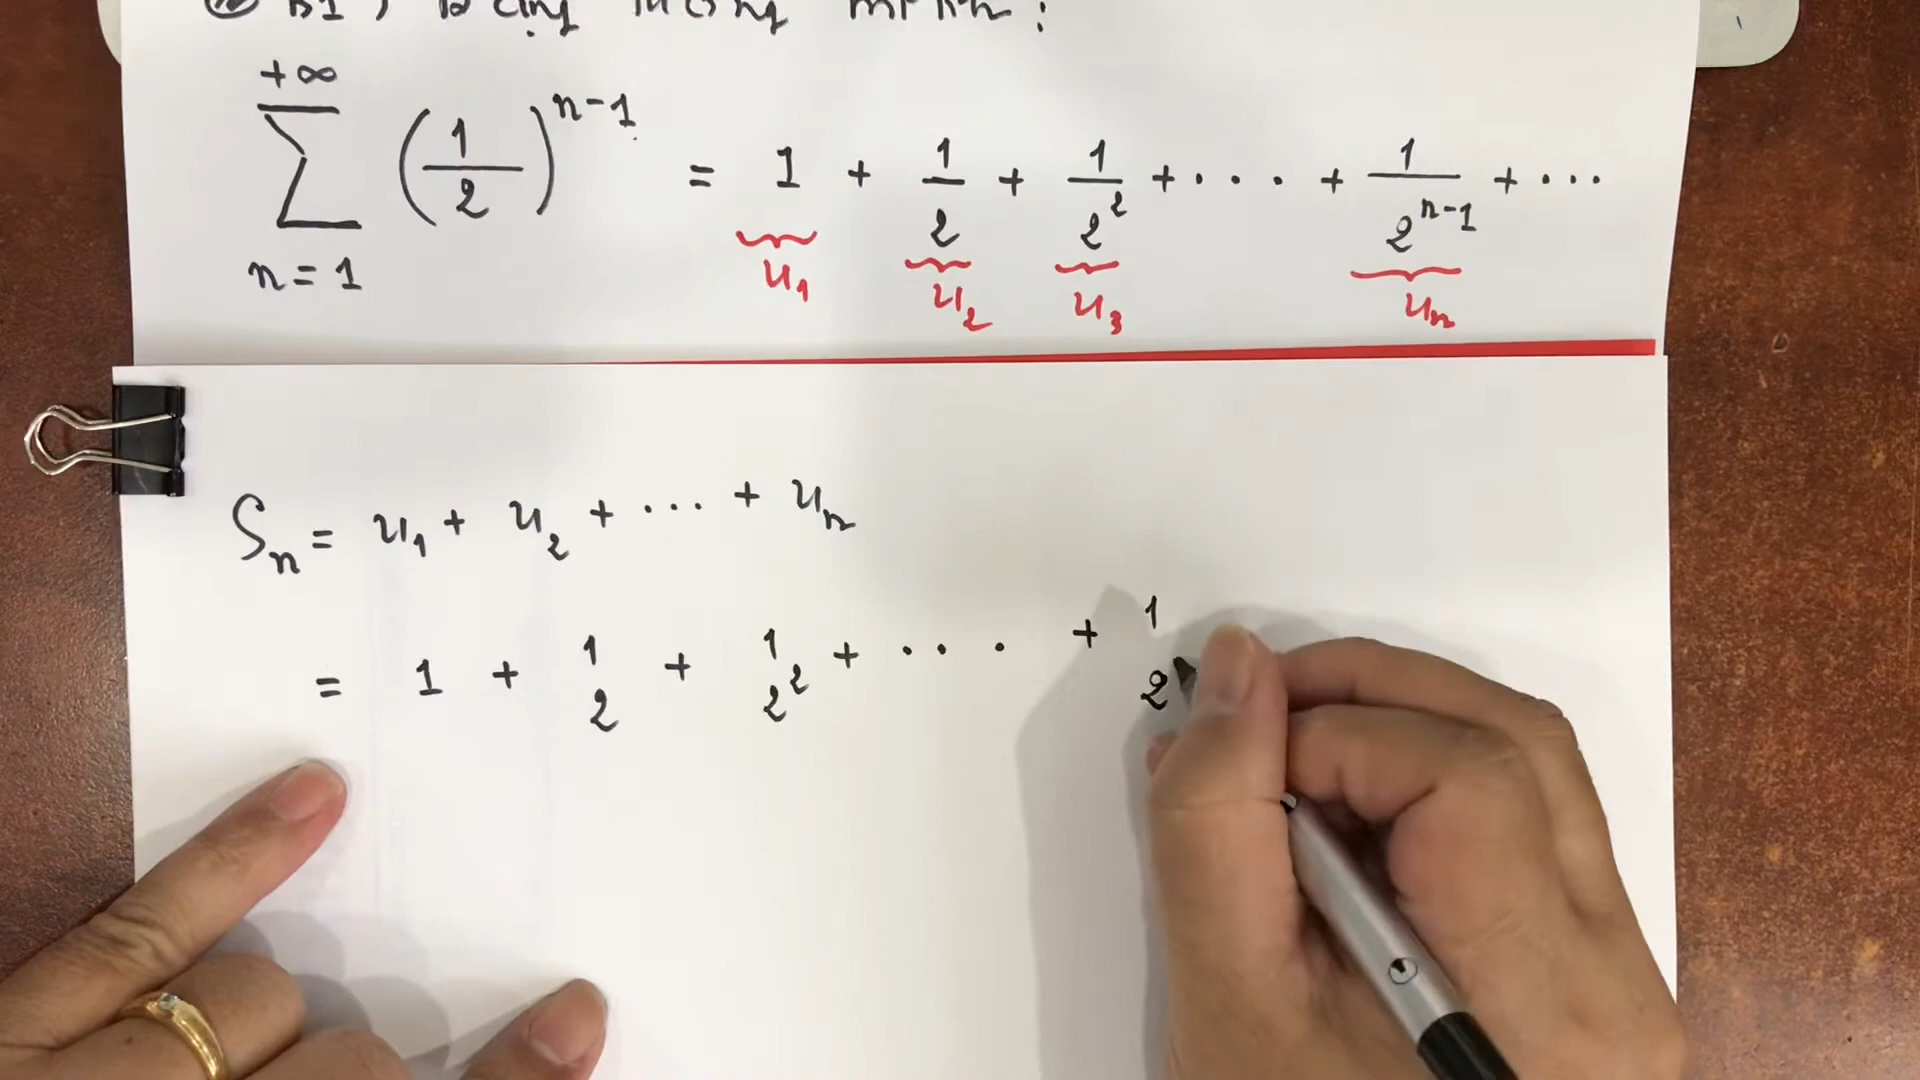 +∞
∑ (1/2)^(n-1) = 1 + 1/2 + 1/2² + ... + 1/2^(n-1) + ...
n = 1
u₁ u₂ u₃ uₙ
Sₙ = u₁ + u₂ + ... + uₙ
= 1 + 1/2 + 1/2² + ... + 1/2